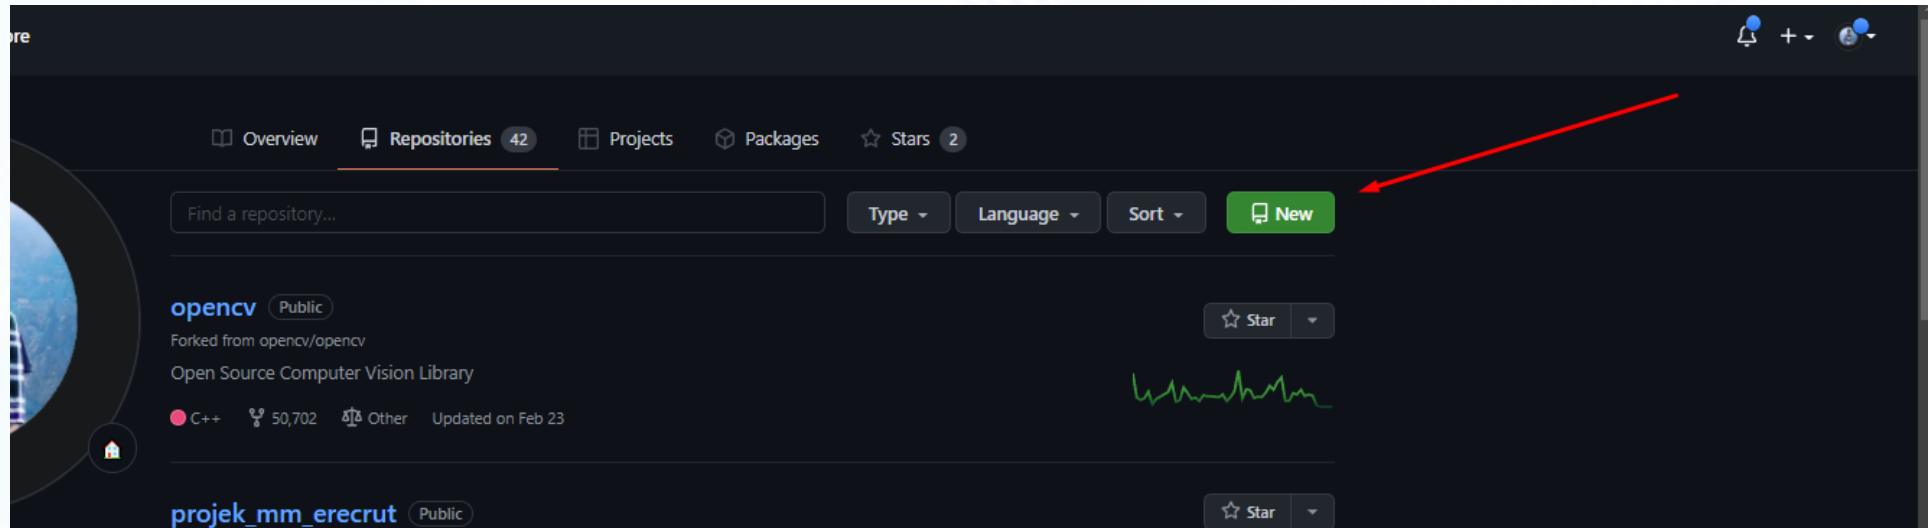 ore
Overview Repositories 42 Projects Packages Stars 2
Find a repository... Type Language Sort New
opencv Public
Star
Forked from opencv/opencv
Open Source Computer Vision Library
C++ 50,702 Other Updated on Feb 23
projek_mm_erecrut Public
Star